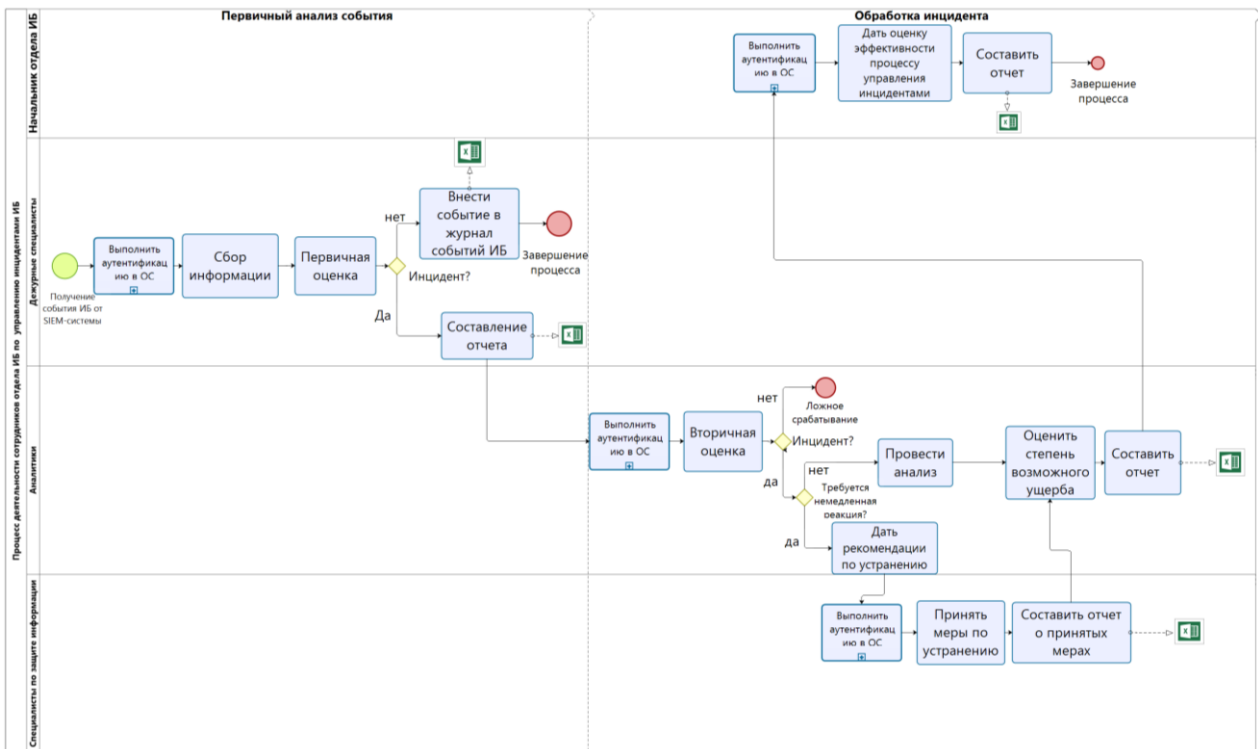 Процесс деятельности сотрудников отдела ИБ по управлению инцидентами ИБ
Первичный анализ события
Обработка инцидента
Начальник отдела ИБ
Выполнить
аутентификац
ию в ОС
Дать оценку
эффективности
процессу
управления
инцидентами
Составить
отчет
Завершение
процесса
Дежурные специалисты
Получение
события ИБ от
SIEM-системы
Выполнить
аутентификац
ию в ОС
Сбор
информации
Первичная
оценка
Инцидент?
нет
Внести
событие в
журнал
событий ИБ
Завершение
процесса
Да
Составление
отчета
Аналитики
Выполнить
аутентификац
ию в ОС
Вторичная
оценка
Инцидент?
нет
Ложное
срабатывание
да
Требуется
немедленная
реакция?
нет
Провести
анализ
Оценить
степень
возможного
ущерба
Составить
отчет
да
Дать
рекомендации
по устранению
Специалисты по защите информации
Выполнить
аутентификац
ию в ОС
Принять
меры по
устранению
Составить отчет
о принятых
мерах